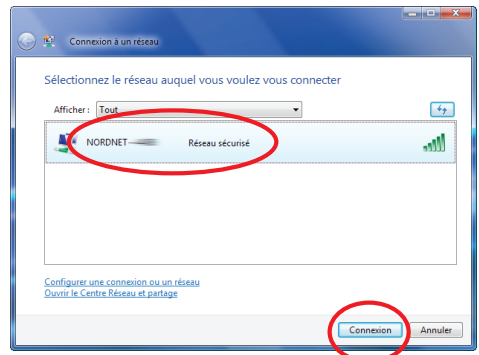 Connexion à un réseau
Sélectionnez le réseau auquel vous voulez vous connecter
Afficher : Tout
NORDNET Réseau sécurisé
Configurer une connexion ou un réseau
Ouvrir le Centre Réseau et partage
Connexion Annuler